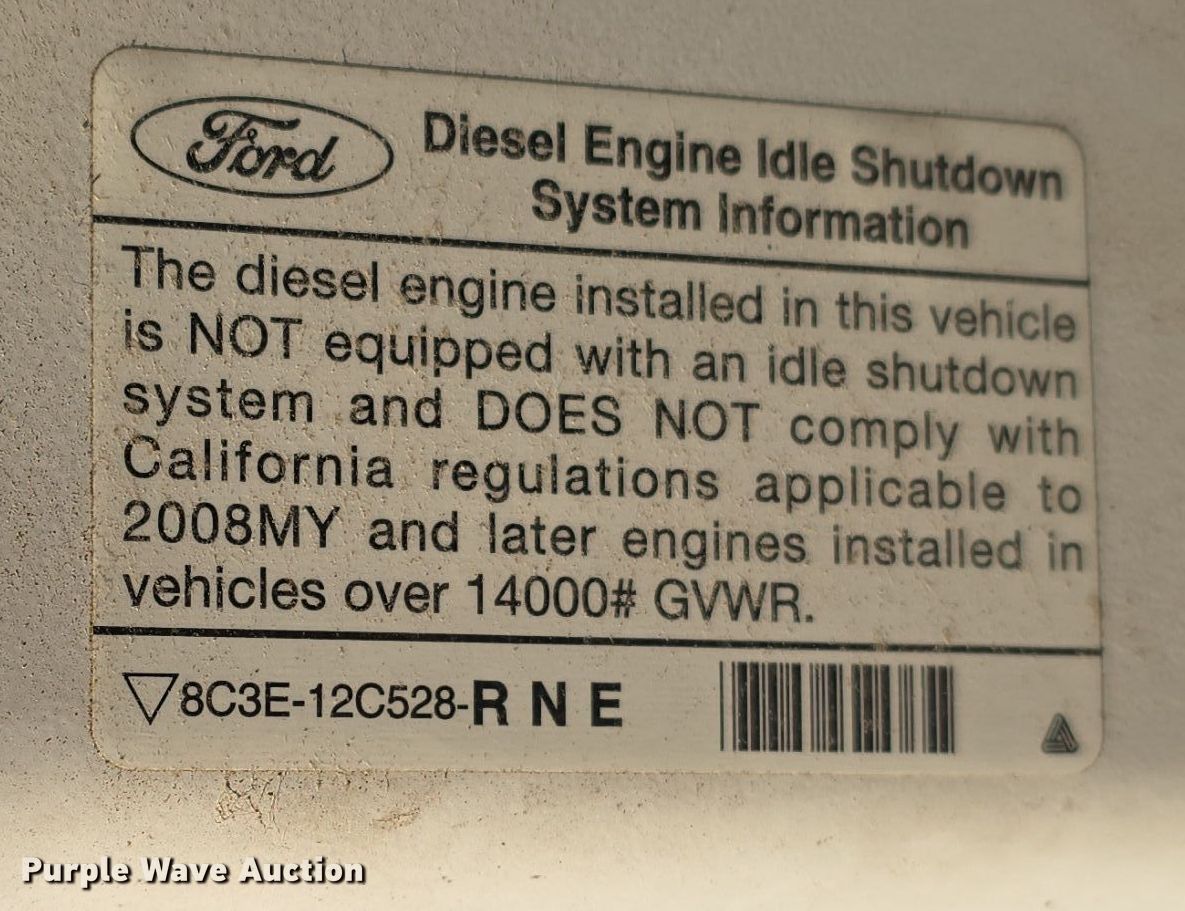 Ford
Diesel Engine Idle Shutdown
System Information
The diesel engine installed in this vehicle
is NOT equipped with an idle shutdown
system and DOES NOT comply with
California regulations applicable to
2008MY and later engines installed in
vehicles over 14000# GVWR.
8C3E-12C528-R N E
Purple Wave Auction